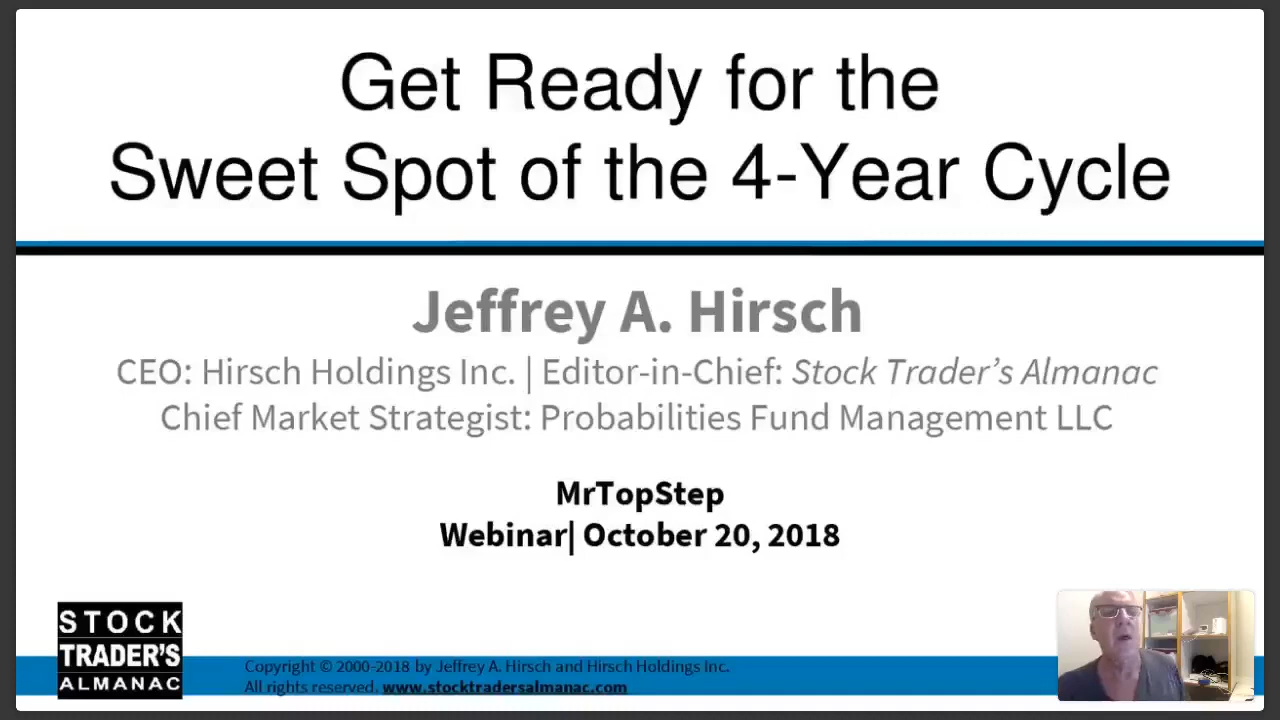 Get Ready for the
Sweet Spot of the 4-Year Cycle
Jeffrey A. Hirsch
CEO: Hirsch Holdings Inc. | Editor-in-Chief: Stock Trader’s Almanac
Chief Market Strategist: Probabilities Fund Management LLC
MrTopStep
Webinar| October 20, 2018
STOCK
TRADER’S
ALMANAC
Copyright © 2000-2018 by Jeffrey A. Hirsch and Hirsch Holdings Inc.
All rights reserved. www.stocktradersalmanac.com